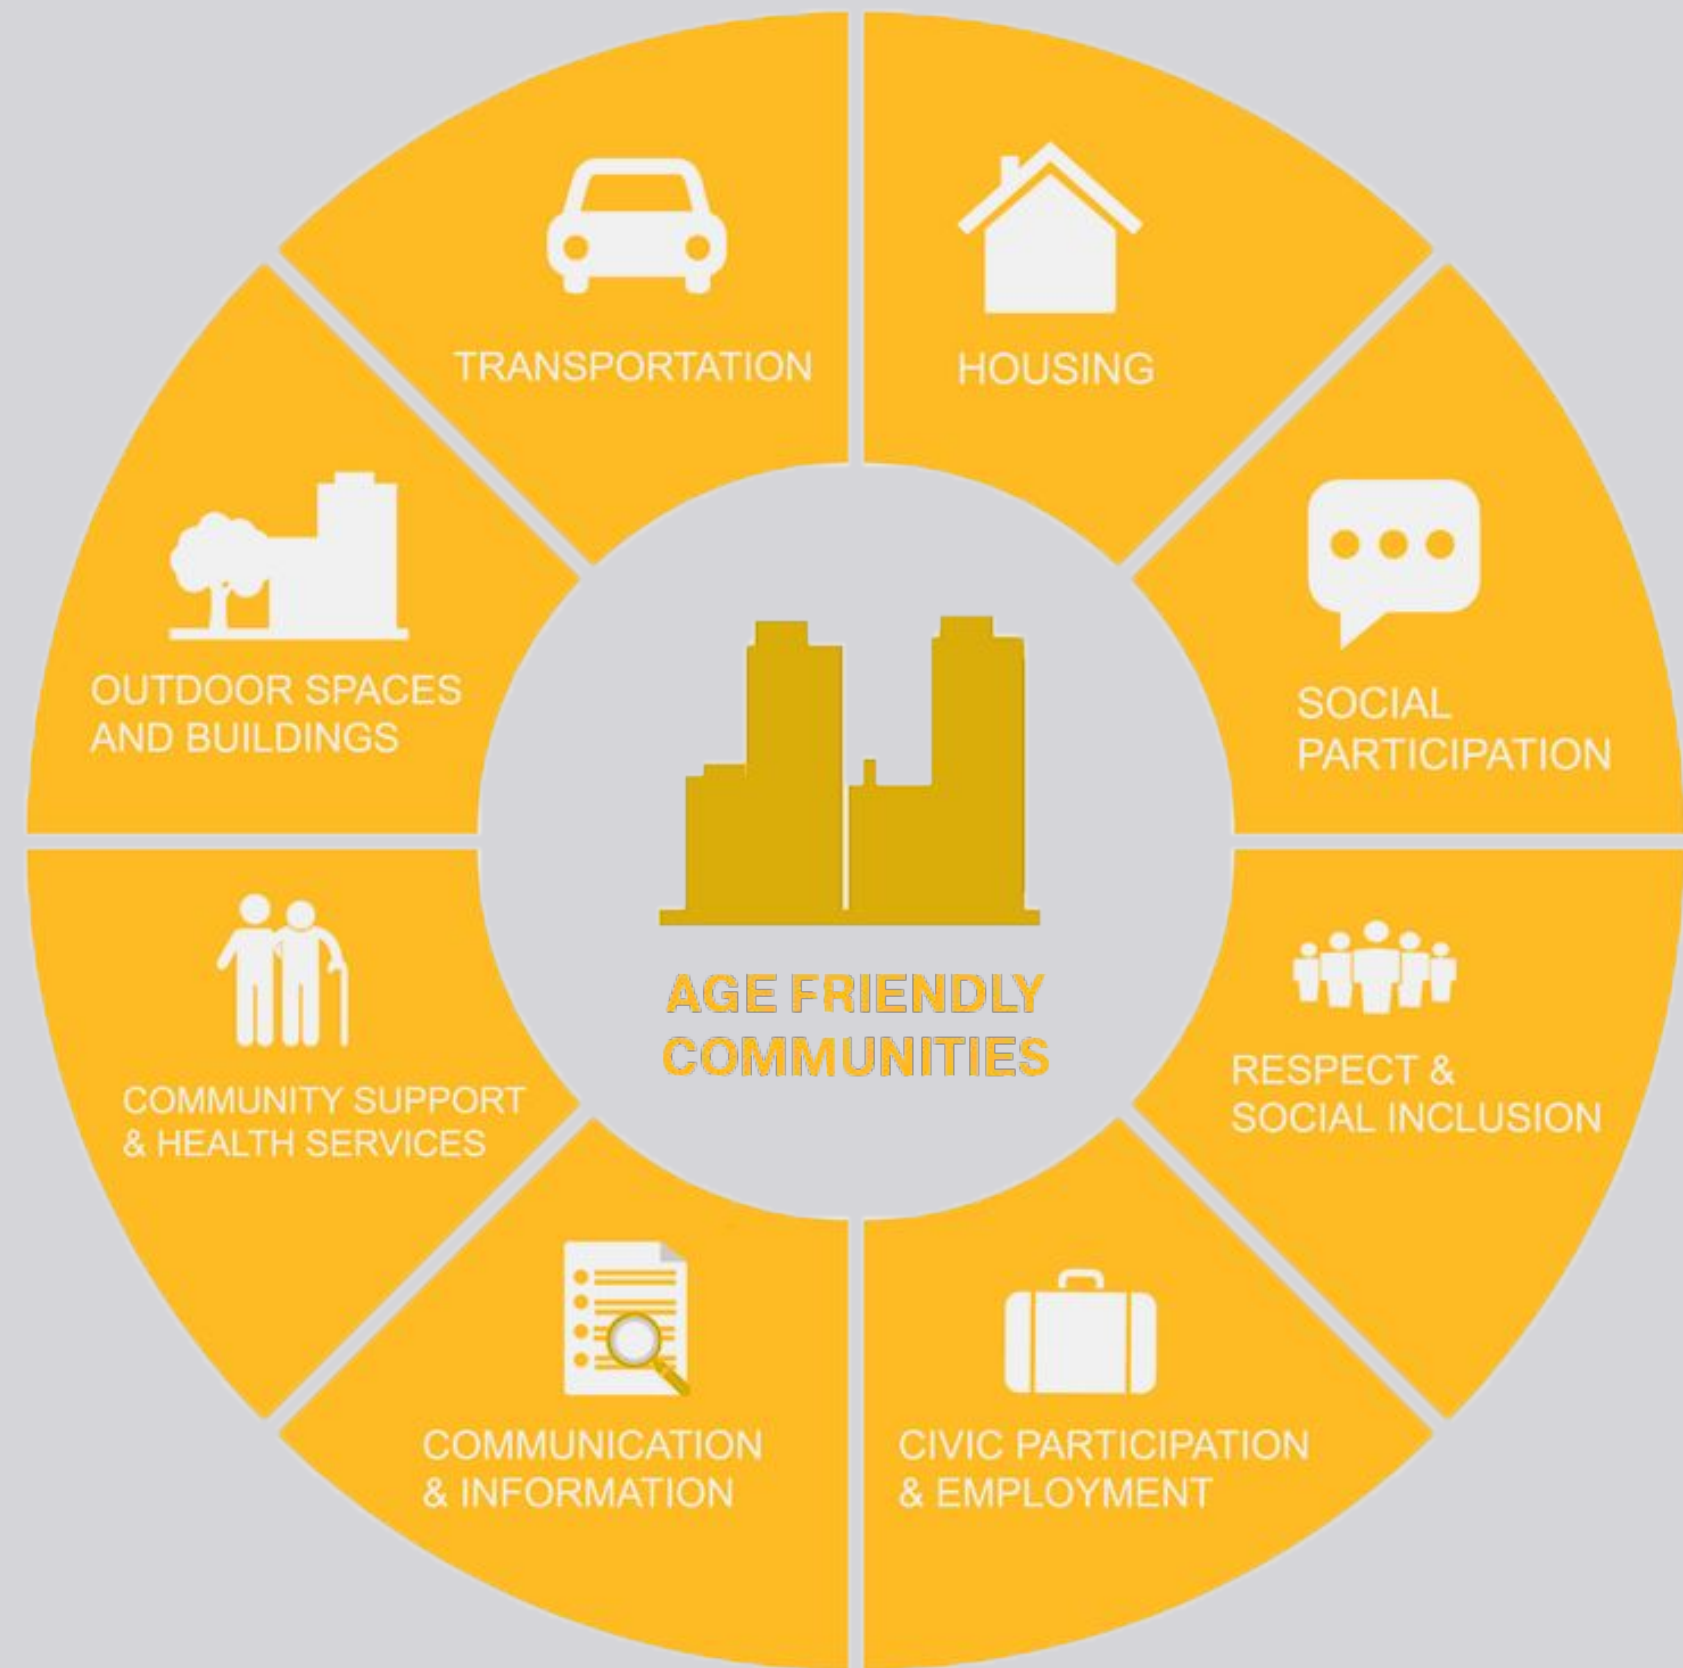 TRANSPORTATION
HOUSING
OUTDOOR SPACES
AND BUILDINGS
SOCIAL
PARTICIPATION
AGE FRIENDLY
COMMUNITIES
COMMUNITY SUPPORT
& HEALTH SERVICES
RESPECT &
SOCIAL INCLUSION
COMMUNICATION
& INFORMATION
CIVIC PARTICIPATION
& EMPLOYMENT